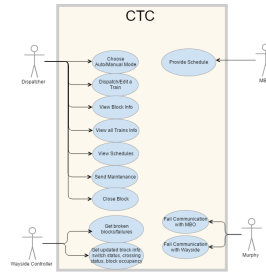 CTC
Choose
Auto/Manual Mode
Provide Schedule
Dispatcher
Dispatch/Edit a
Train
View Block Info
View all Trains Info
View Schedules
Send Maintenance
Close Block
Get broken
blocks/failures
Fail Communication
with MBO
Wayside Controller
Get updated block info,
switch status, crossing
status, block occupancy
Fail Communication
with Wayside
Murphy